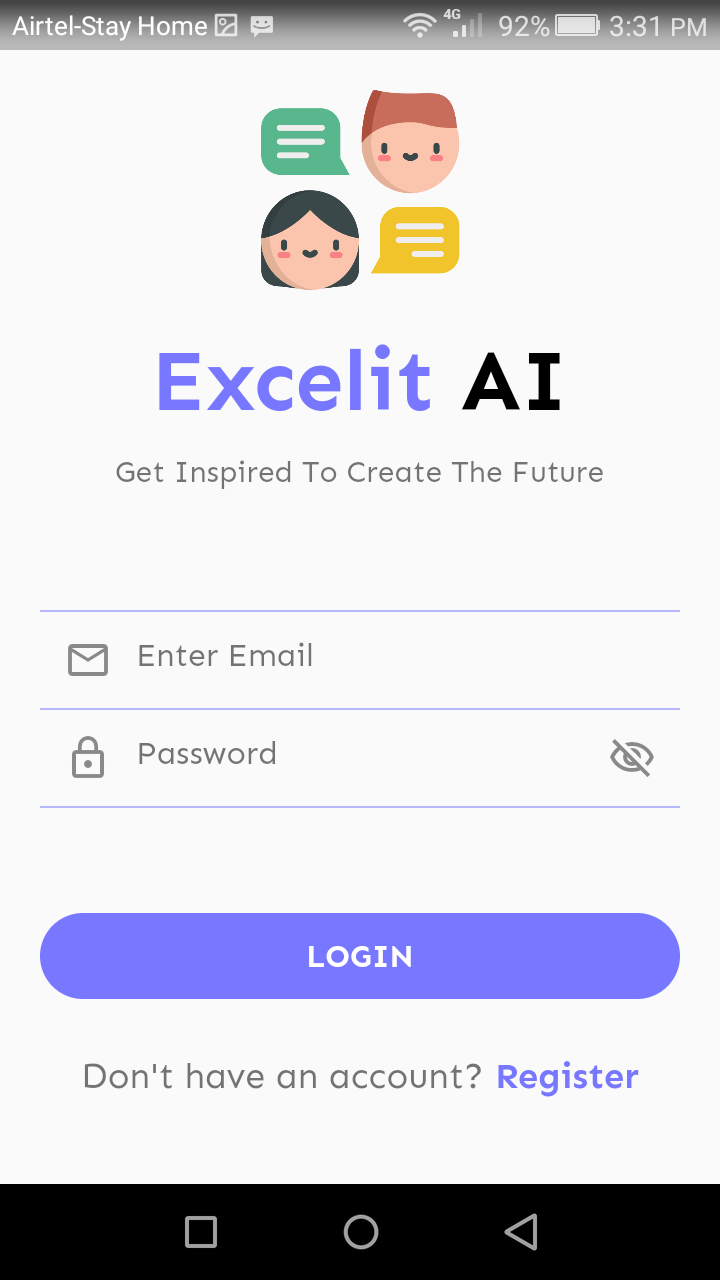 Airtel-Stay Home 4G 92% 3:31 PM
Excelit AI
Get Inspired To Create The Future
Enter Email
Password
LOGIN
Don't have an account? Register